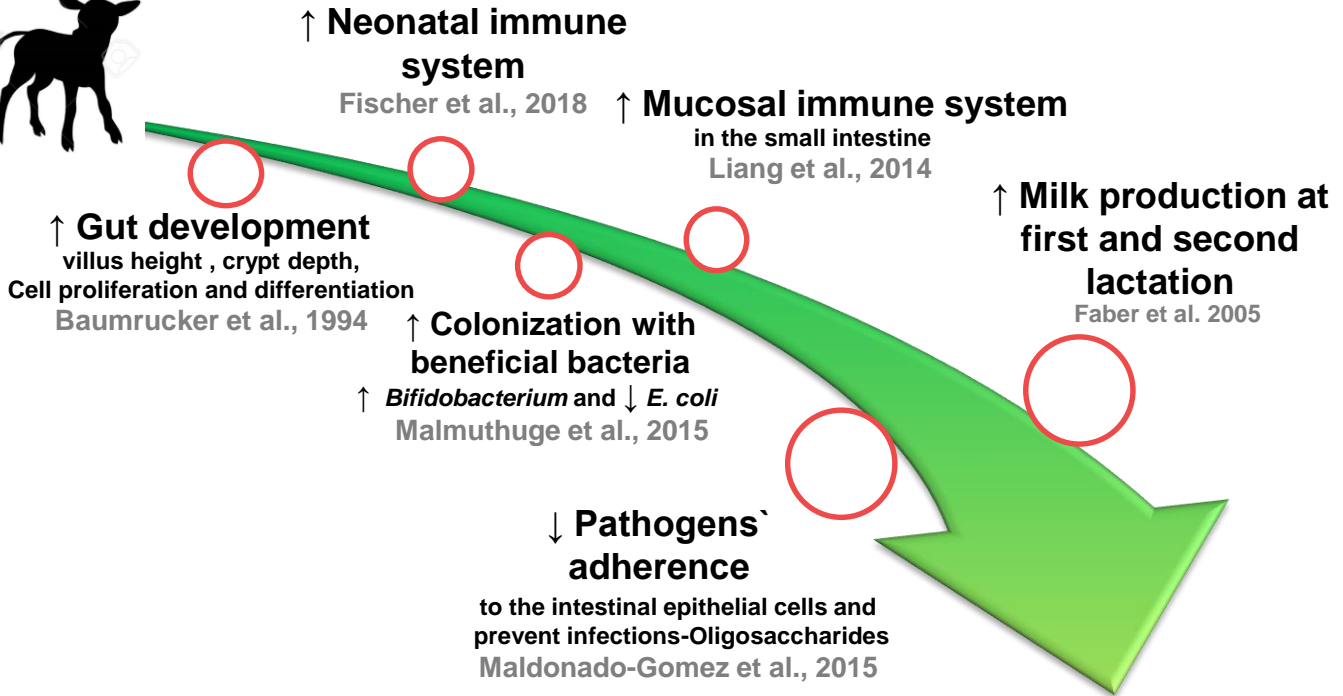 ↑ Neonatal immune
system
Fischer et al., 2018
↑ Mucosal immune system
in the small intestine
Liang et al., 2014
↑ Milk production at
first and second
lactation
Faber et al. 2005
↑ Gut development
villus height , crypt depth,
Cell proliferation and differentiation
Baumrucker et al., 1994
↑ Colonization with
beneficial bacteria
↑ Bifidobacterium and ↓ E. coli
Malmuthuge et al., 2015
↓ Pathogens`
adherence
to the intestinal epithelial cells and
prevent infections-Oligosaccharides
Maldonado-Gomez et al., 2015